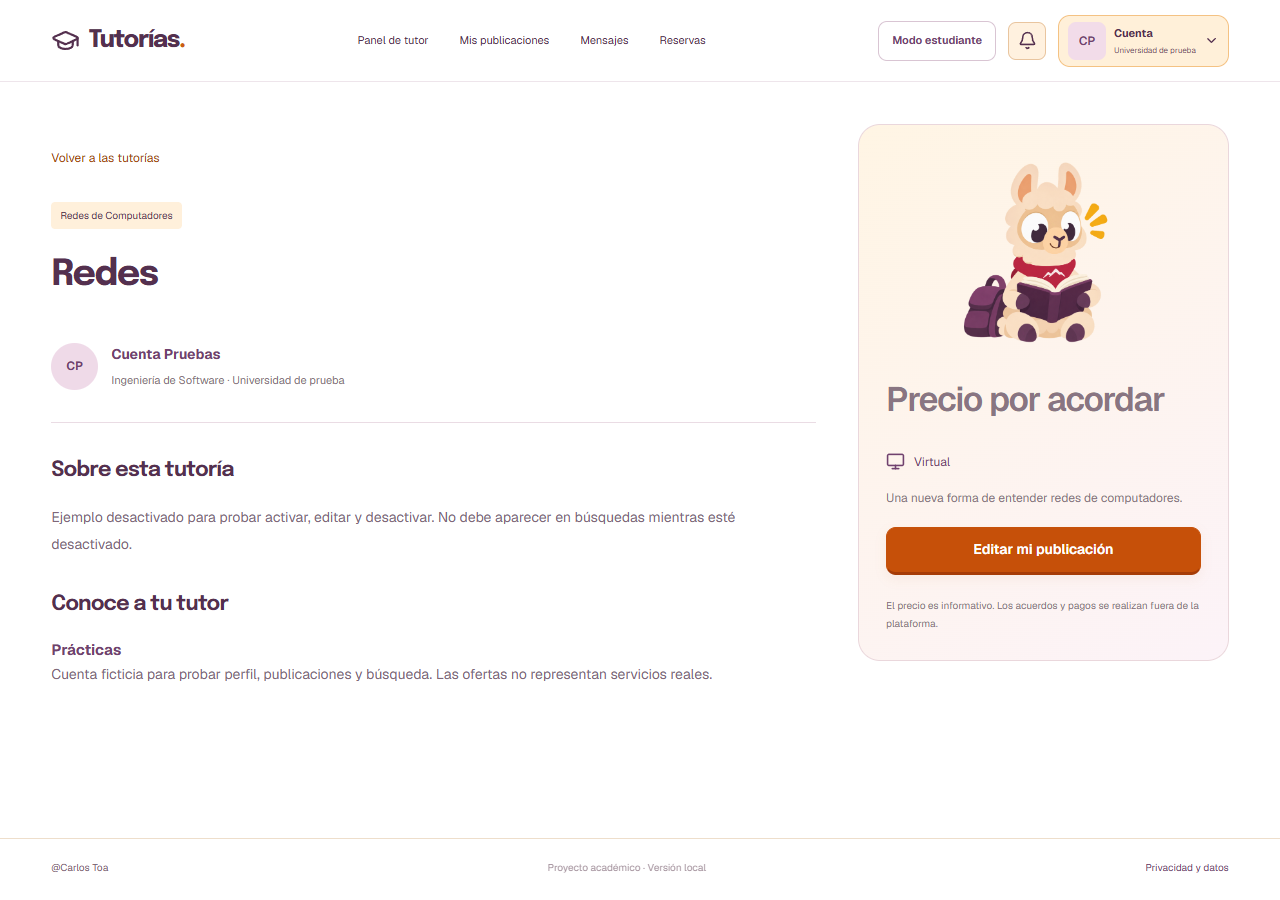 Tutorías.
Panel de tutor
Mis publicaciones
Mensajes
Reservas
Modo estudiante
CP
Cuenta
Universidad de prueba
Volver a las tutorías
Redes de Computadores
Redes
CP
Cuenta Pruebas
Ingeniería de Software · Universidad de prueba
Sobre esta tutoría
Ejemplo desactivado para probar activar, editar y desactivar. No debe aparecer en búsquedas mientras esté
desactivado.
Conoce a tu tutor
Prácticas
Cuenta ficticia para probar perfil, publicaciones y búsqueda. Las ofertas no representan servicios reales.
Precio por acordar
Virtual
Una nueva forma de entender redes de computadores.
Editar mi publicación
El precio es informativo. Los acuerdos y pagos se realizan fuera de la
plataforma.
@Carlos Toa
Proyecto académico · Versión local
Privacidad y datos